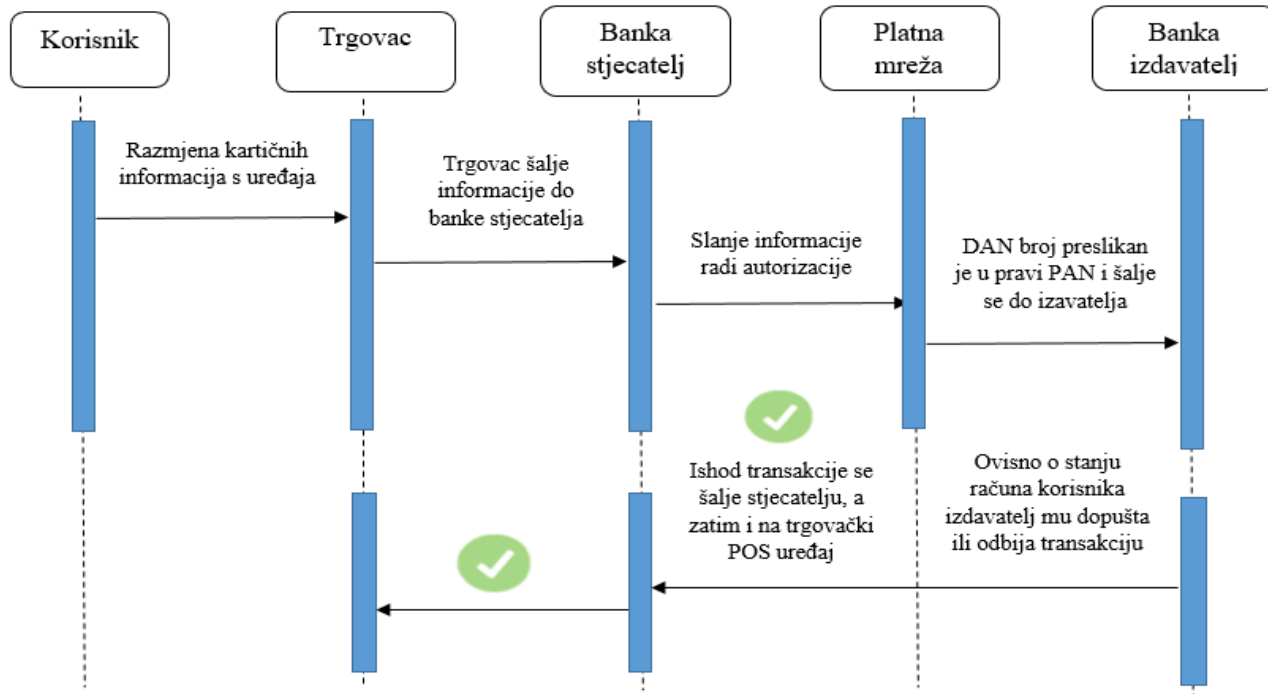 Korisnik
Trgovac
Banka
stjecatelj
Platna
mreža
Banka
izdavatelj
Razmjena kartičnih
informacija s uređaja
Trgovac šalje
informacije do
banke stjecatelja
Slanje informacije
radi autorizacije
DAN broj preslikan
je u pravi PAN i šalje
se do izavatelja
Ishod transakcije se
šalje stjecatelju, a
zatim i na trgovački
POS uređaj
Ovisno o stanju
računa korisnika
izdavatelj mu dopušta
ili odbija transakciju